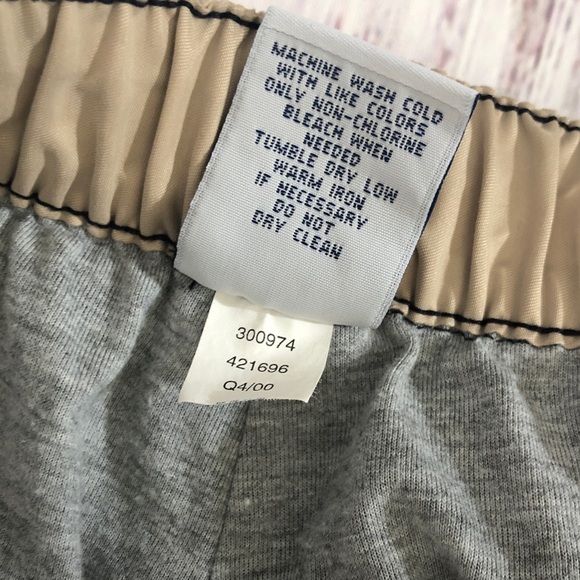 MACHINE WASH COLD
WITH LIKE COLORS
ONLY NON-CHLORINE
BLEACH WHEN
NEEDED
TUMBLE DRY LOW
WARM IRON
IF NECESSARY
DO NOT
DRY CLEAN
300974
421696
Q4/00